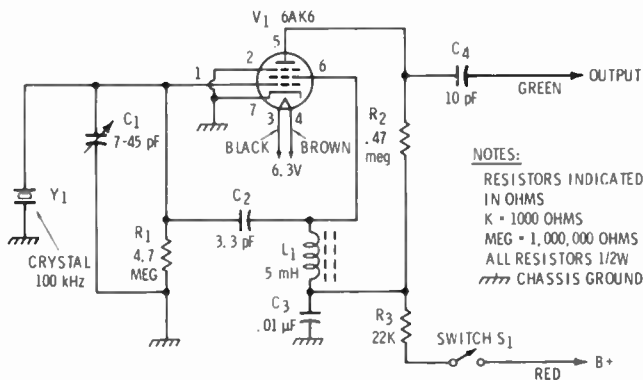 V1 6AK6
5
2
6
1
7
3
4
BLACK
BROWN
6.3V
C4
10 pF
GREEN
OUTPUT
C1
7-45 pF
R2
.47
meg
Y1
CRYSTAL
100 kHz
C2
3.3 pF
R1
4.7
MEG
L1
5 mH
C3
.01 µF
R3
22K
SWITCH S1
B+
RED
NOTES:
RESISTORS INDICATED
IN OHMS
K = 1000 OHMS
MEG = 1,000,000 OHMS
ALL RESISTORS 1/2W
CHASSIS GROUND